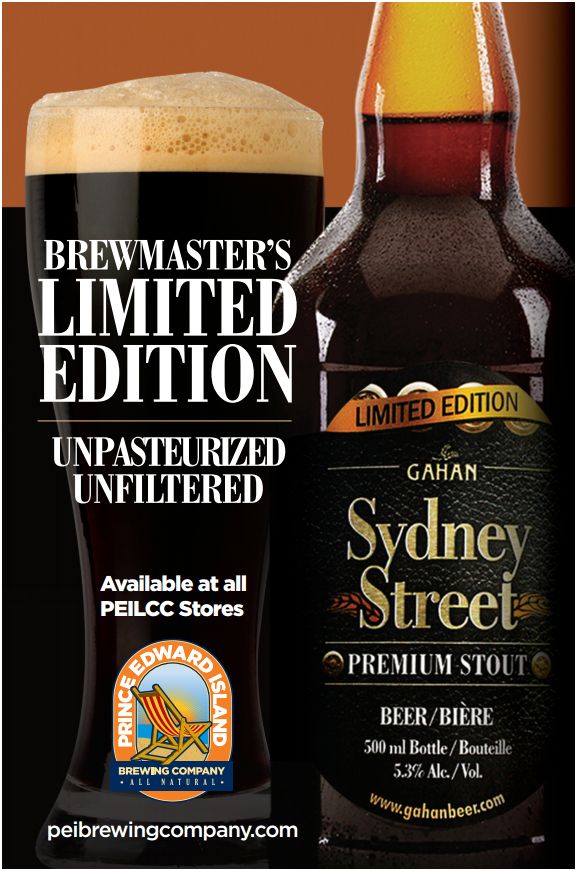 BREWMASTER'S
LIMITED
EDITION
UNPASTEURIZED
UNFILTERED
Available at all
PEILCC Stores
PRINCE EDWARD ISLAND
BREWING COMPANY
• ALL NATURAL •
peibrewingcompany.com
LIMITED EDITION
GAHAN
Sydney
Street
PREMIUM STOUT
BEER/BIÈRE
500 ml Bottle/Bouteille
5.3% Alc./Vol.
www.gahanbeer.com